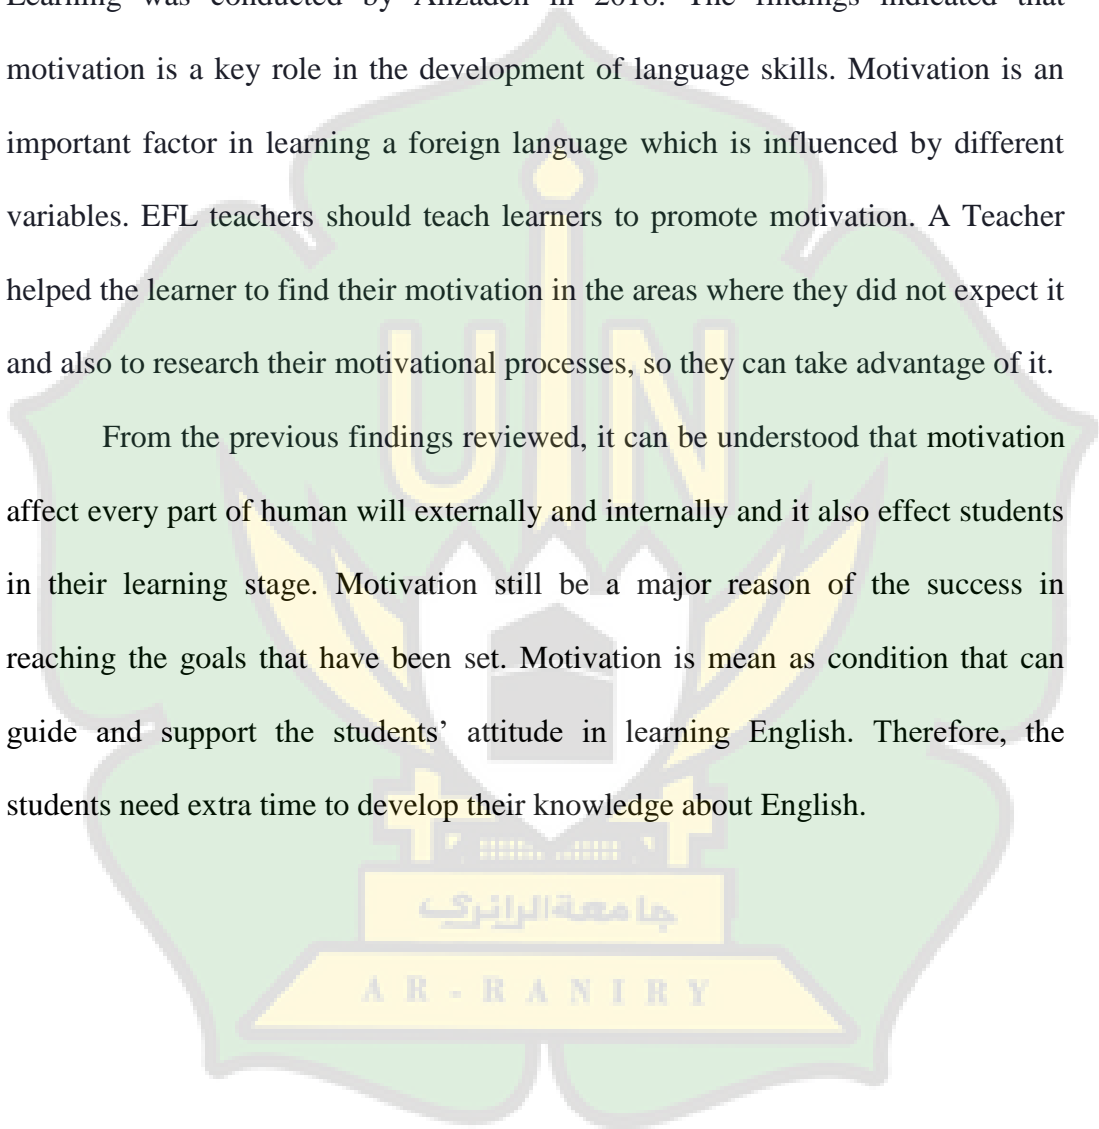 Learning was conducted by Alizadeh in 2016. The findings indicated that
motivation is a key role in the development of language skills. Motivation is an
important factor in learning a foreign language which is influenced by different
variables. EFL teachers should teach learners to promote motivation. A Teacher
helped the learner to find their motivation in the areas where they did not expect it
and also to research their motivational processes, so they can take advantage of it.
From the previous findings reviewed, it can be understood that motivation
affect every part of human will externally and internally and it also effect students
in their learning stage. Motivation still be a major reason of the success in
reaching the goals that have been set. Motivation is mean as condition that can
guide and support the students’ attitude in learning English. Therefore, the
students need extra time to develop their knowledge about English.
UIN
جامعة الرانري
AR-RANIRY